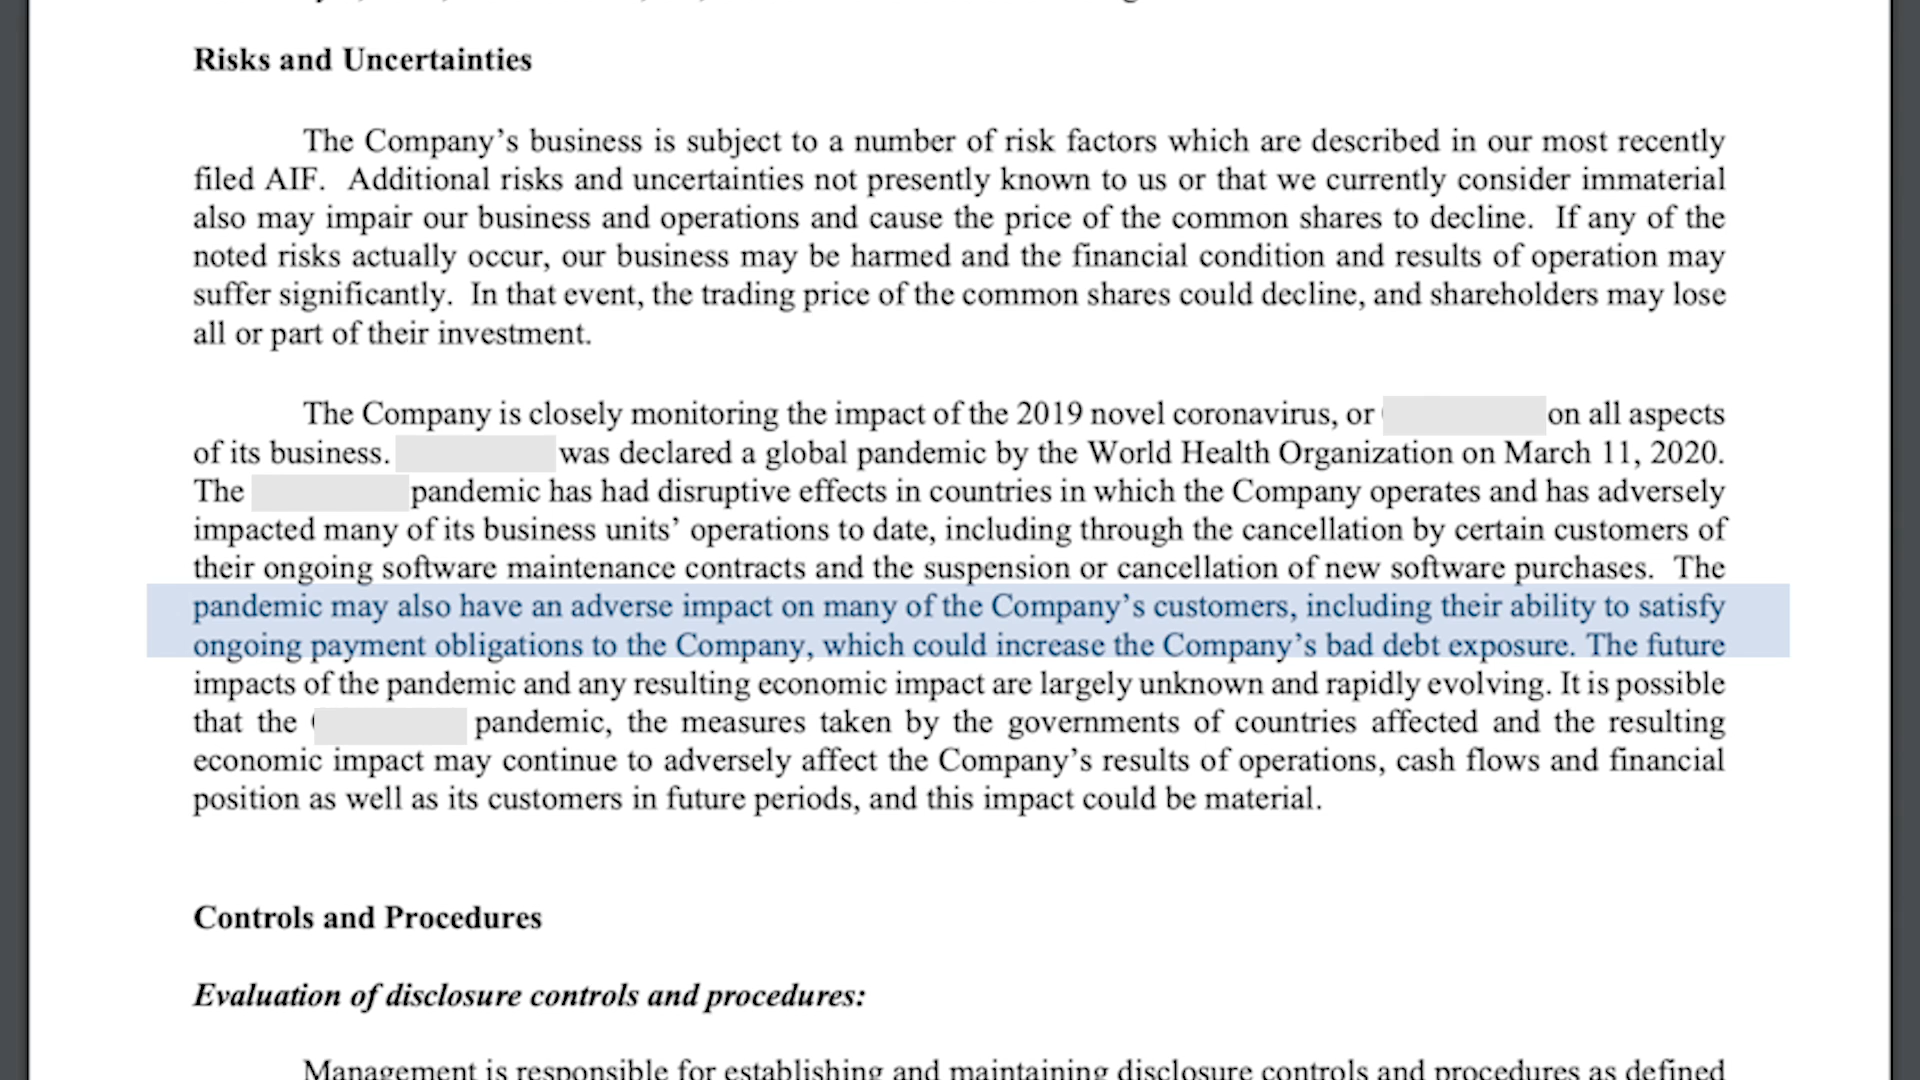 Risks and Uncertainties
The Company’s business is subject to a number of risk factors which are described in our most recently
filed AIF. Additional risks and uncertainties not presently known to us or that we currently consider immaterial
also may impair our business and operations and cause the price of the common shares to decline. If any of the
noted risks actually occur, our business may be harmed and the financial condition and results of operation may
suffer significantly. In that event, the trading price of the common shares could decline, and shareholders may lose
all or part of their investment.
The Company is closely monitoring the impact of the 2019 novel coronavirus, or on all aspects
of its business. was declared a global pandemic by the World Health Organization on March 11, 2020.
The pandemic has had disruptive effects in countries in which the Company operates and has adversely
impacted many of its business units’ operations to date, including through the cancellation by certain customers of
their ongoing software maintenance contracts and the suspension or cancellation of new software purchases. The
pandemic may also have an adverse impact on many of the Company’s customers, including their ability to satisfy
ongoing payment obligations to the Company, which could increase the Company’s bad debt exposure. The future
impacts of the pandemic and any resulting economic impact are largely unknown and rapidly evolving. It is possible
that the pandemic, the measures taken by the governments of countries affected and the resulting
economic impact may continue to adversely affect the Company’s results of operations, cash flows and financial
position as well as its customers in future periods, and this impact could be material.
Controls and Procedures
Evaluation of disclosure controls and procedures:
Management is responsible for establishing and maintaining disclosure controls and procedures as defined